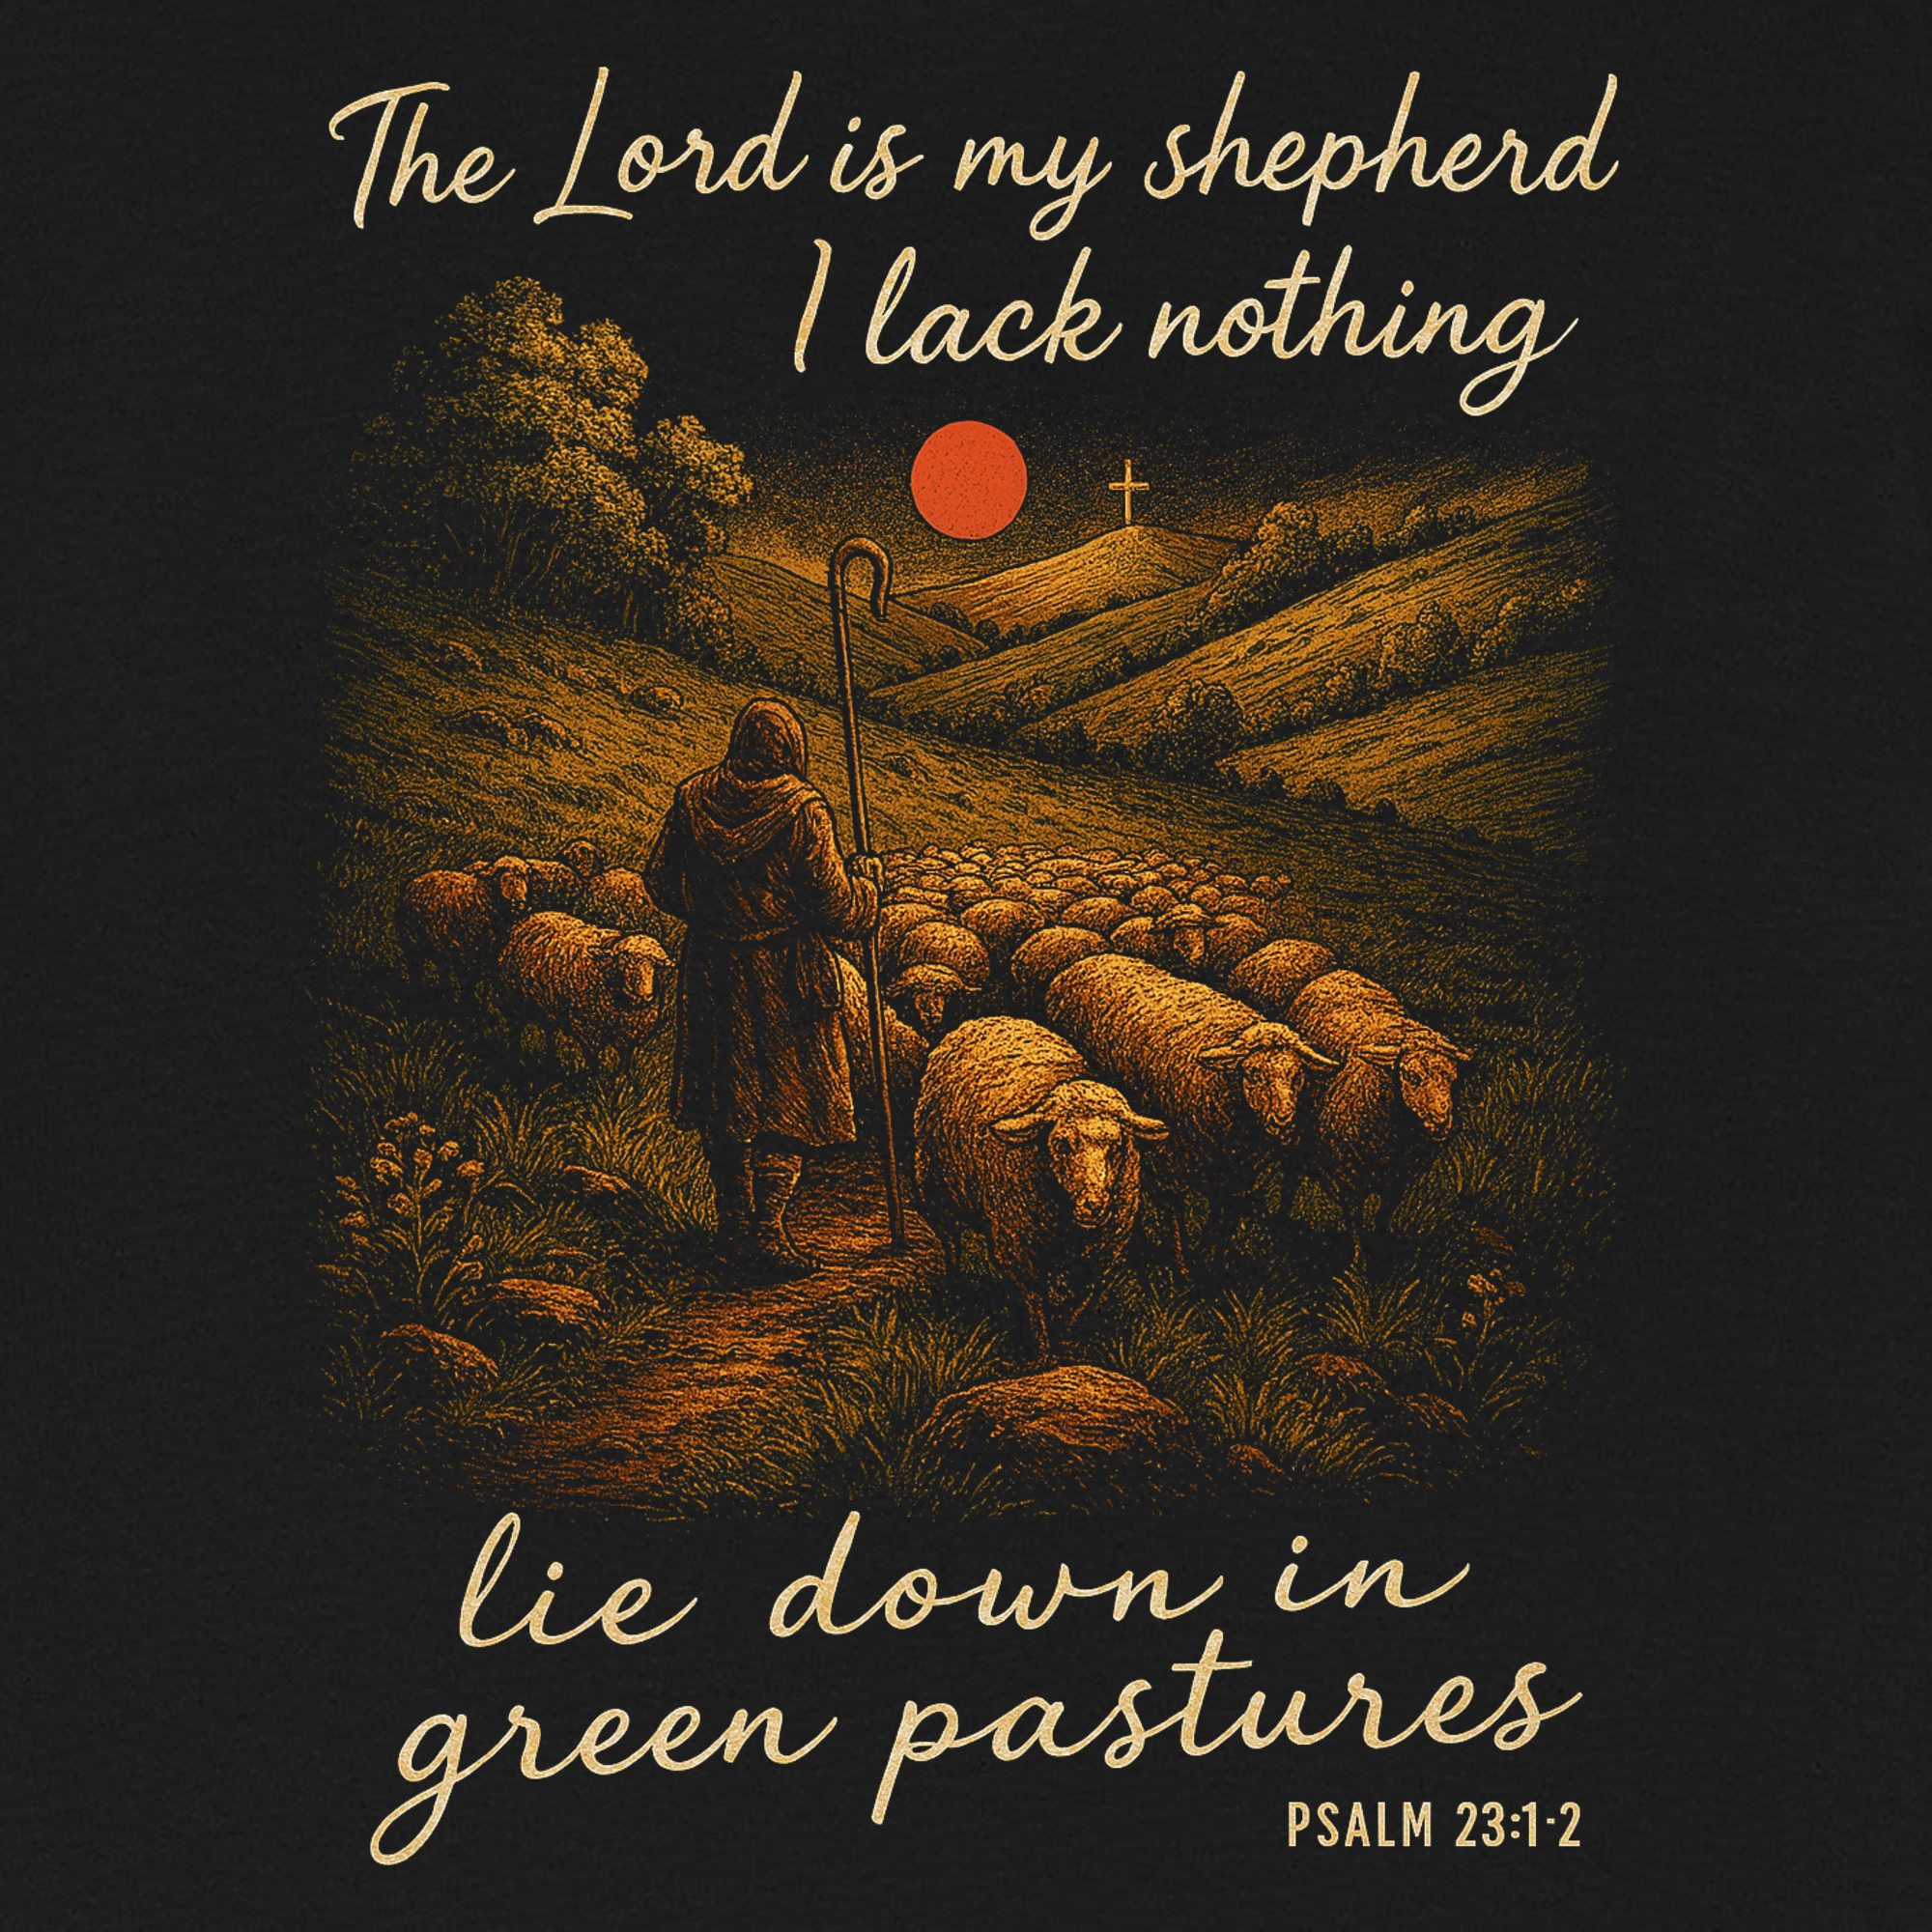 The Lord is my shepherd
I lack nothing
lie down in
green pastures
PSALM 23:1-2